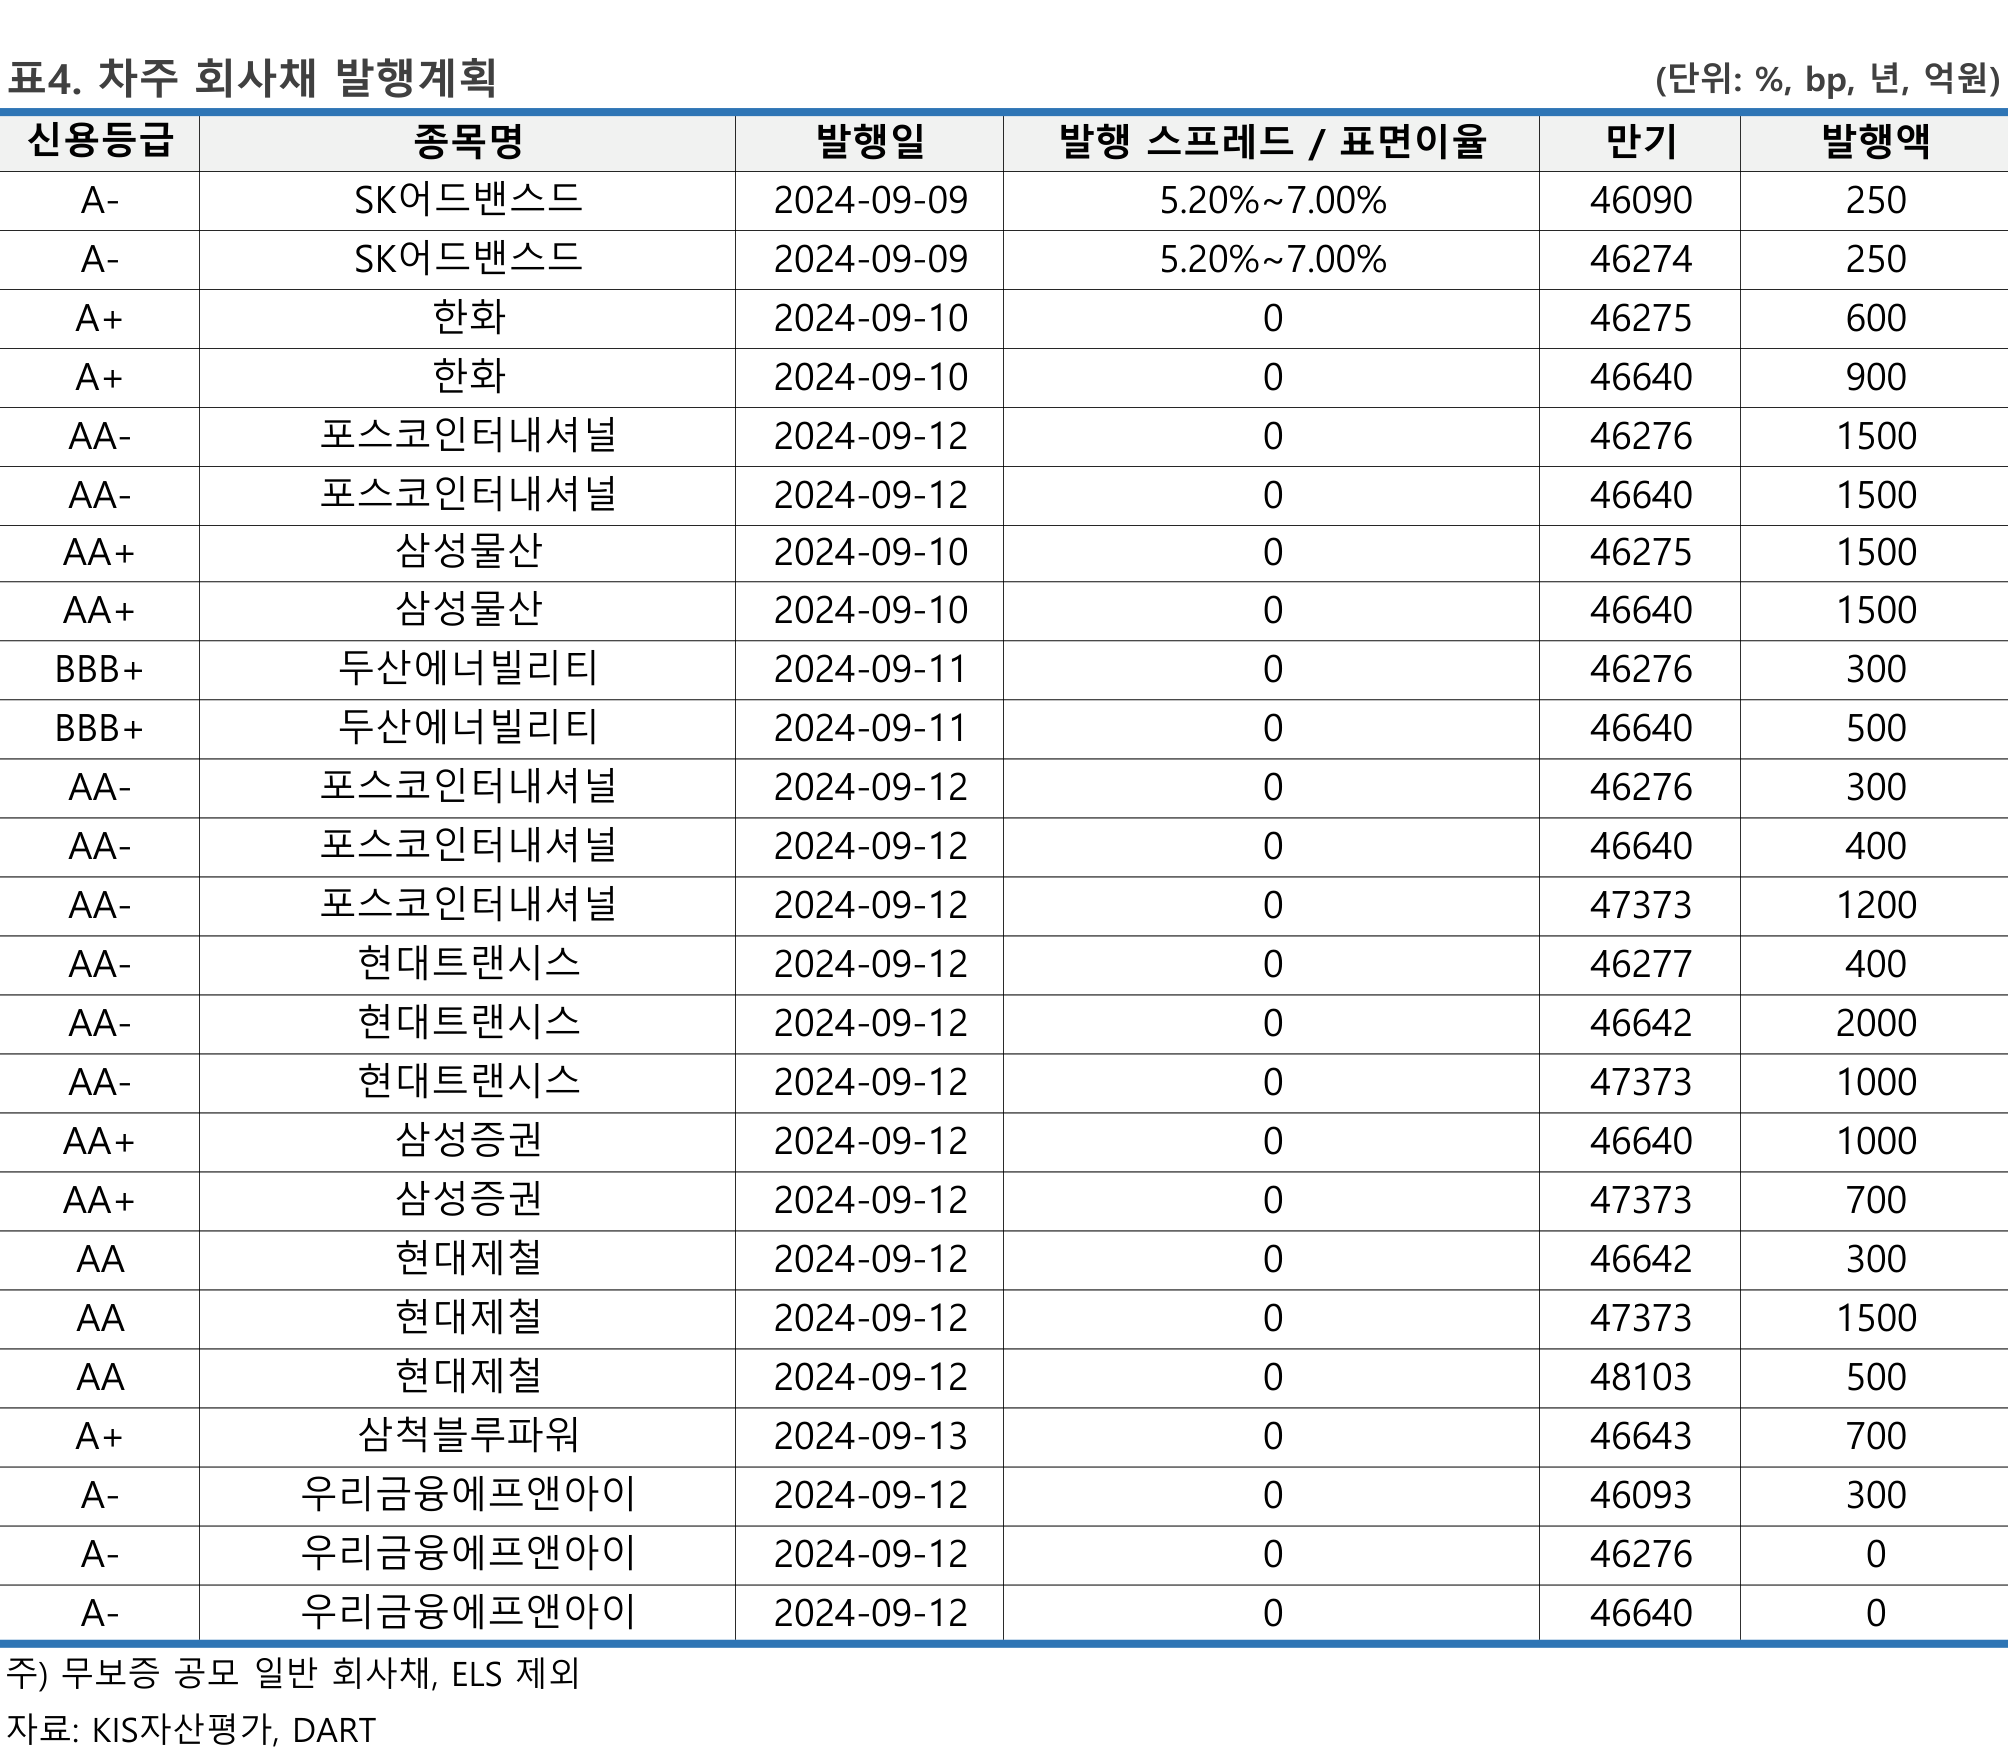 표4. 차주 회사채 발행계획 (단위: %, bp, 년, 억원)
신용등급 종목명 발행일 발행 스프레드 / 표면이율 만기 발행액
A- SK어드밴스드 2024-09-09 5.20%~7.00% 46090 250
A- SK어드밴스드 2024-09-09 5.20%~7.00% 46274 250
A+ 한화 2024-09-10 0 46275 600
A+ 한화 2024-09-10 0 46640 900
AA- 포스코인터내셔널 2024-09-12 0 46276 1500
AA- 포스코인터내셔널 2024-09-12 0 46640 1500
AA+ 삼성물산 2024-09-10 0 46275 1500
AA+ 삼성물산 2024-09-10 0 46640 1500
BBB+ 두산에너빌리티 2024-09-11 0 46276 300
BBB+ 두산에너빌리티 2024-09-11 0 46640 500
AA- 포스코인터내셔널 2024-09-12 0 46276 300
AA- 포스코인터내셔널 2024-09-12 0 46640 400
AA- 포스코인터내셔널 2024-09-12 0 47373 1200
AA- 현대트랜시스 2024-09-12 0 46277 400
AA- 현대트랜시스 2024-09-12 0 46642 2000
AA- 현대트랜시스 2024-09-12 0 47373 1000
AA+ 삼성증권 2024-09-12 0 46640 1000
AA+ 삼성증권 2024-09-12 0 47373 700
AA 현대제철 2024-09-12 0 46642 300
AA 현대제철 2024-09-12 0 47373 1500
AA 현대제철 2024-09-12 0 48103 500
A+ 삼척블루파워 2024-09-13 0 46643 700
A- 우리금융에프앤아이 2024-09-12 0 46093 300
A- 우리금융에프앤아이 2024-09-12 0 46276 0
A- 우리금융에프앤아이 2024-09-12 0 46640 0
주) 무보증 공모 일반 회사채, ELS 제외
자료: KIS자산평가, DART